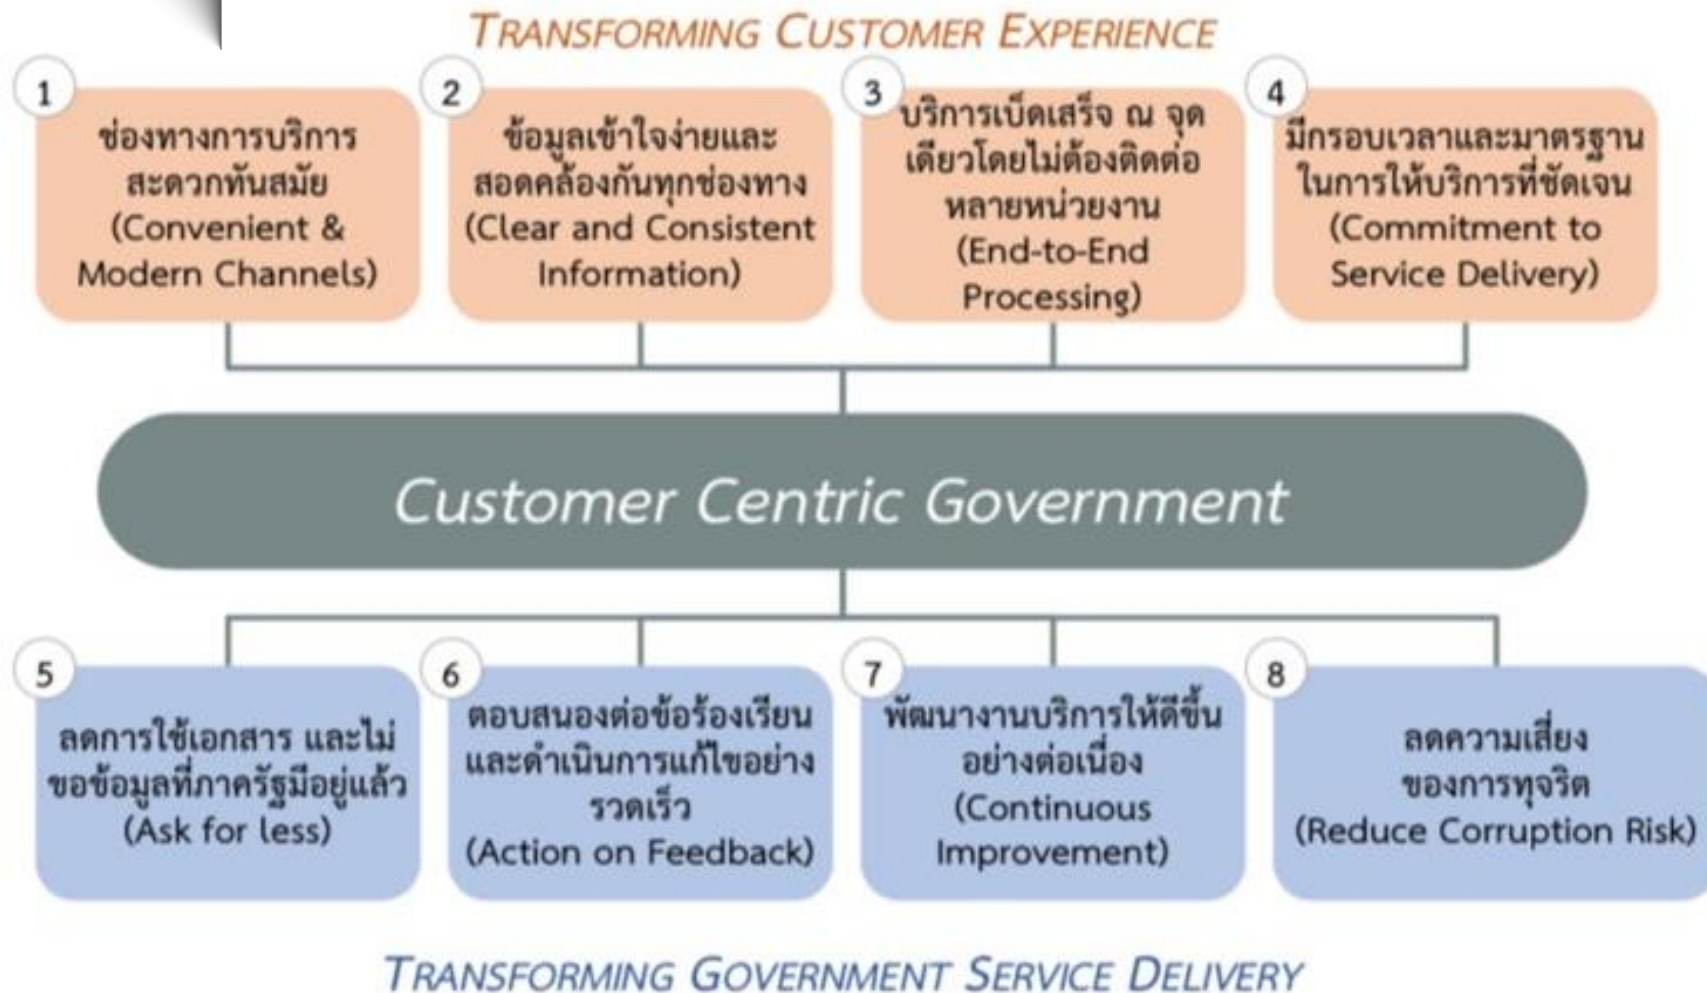 TRANSFORMING CUSTOMER EXPERIENCE
1
ช่องทางการบริการ
สะดวกทันสมัย
(Convenient &
Modern Channels)
2
ข้อมูลเข้าใจง่ายและ
สอดคล้องกันทุกช่องทาง
(Clear and Consistent
Information)
3
บริการเบ็ดเสร็จ ณ จุด
เดียวโดยไม่ต้องติดต่อ
หลายหน่วยงาน
(End-to-End
Processing)
4
มีกรอบเวลาและมาตรฐาน
ในการให้บริการที่ชัดเจน
(Commitment to
Service Delivery)
Customer Centric Government
5
ลดการใช้เอกสาร และไม่
ขอข้อมูลที่ภาครัฐมีอยู่แล้ว
(Ask for less)
6
ตอบสนองต่อข้อร้องเรียน
และดำเนินการแก้ไขอย่าง
รวดเร็ว
(Action on Feedback)
7
พัฒนางานบริการให้ดีขึ้น
อย่างต่อเนื่อง
(Continuous
Improvement)
8
ลดความเสี่ยง
ของการทุจริต
(Reduce Corruption Risk)
TRANSFORMING GOVERNMENT SERVICE DELIVERY